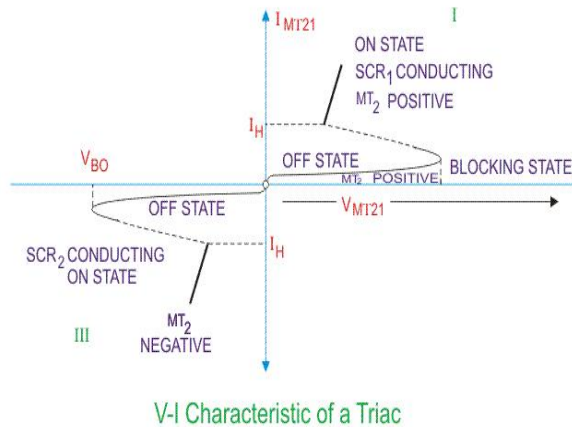 I MT21
I
ON STATE
SCR1 CONDUCTING
MT2 POSITIVE
IH
VBO
OFF STATE
BLOCKING STATE
MT2 POSITIVE
OFF STATE
VMT21
SCR2 CONDUCTING
ON STATE
IH
III
MT2
NEGATIVE
V-I Characteristic of a Triac